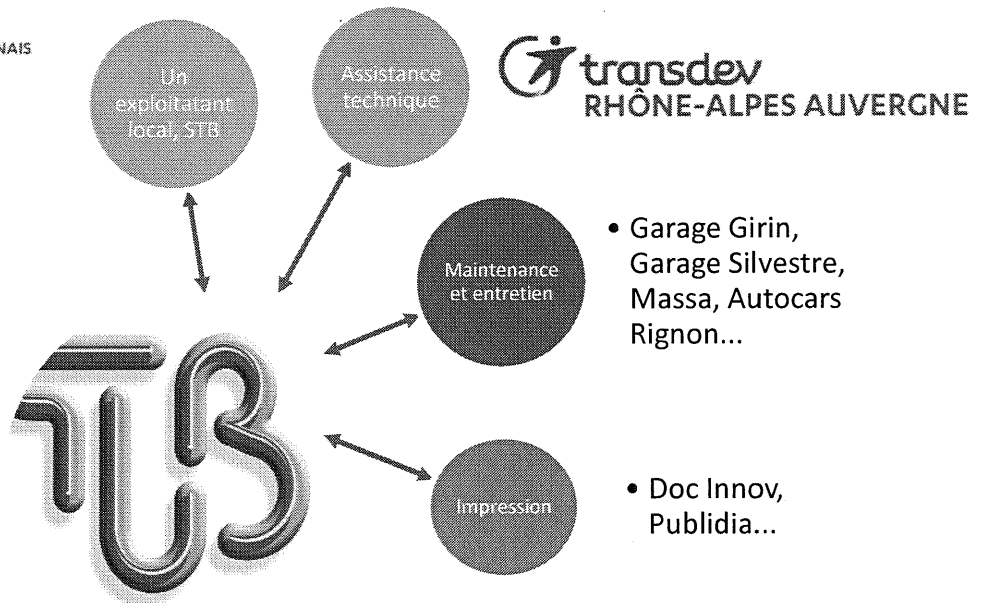 NAIS
Un
exploitatant
local, STB
Assistance
technique
transdev
RHÔNE-ALPES AUVERGNE
Maintenance
et entretien
• Garage Girin,
Garage Silvestre,
Massa, Autocars
Rignon...
TUB
Impression
• Doc Innov,
Publidia...